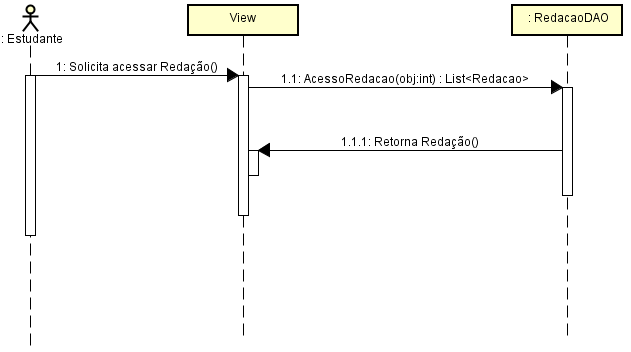 : Estudante
View
: RedacaoDAO
1: Solicita acessar Redação()
1.1: AcessoRedacao(obj:int) : List<Redacao>
1.1.1: Retorna Redação()